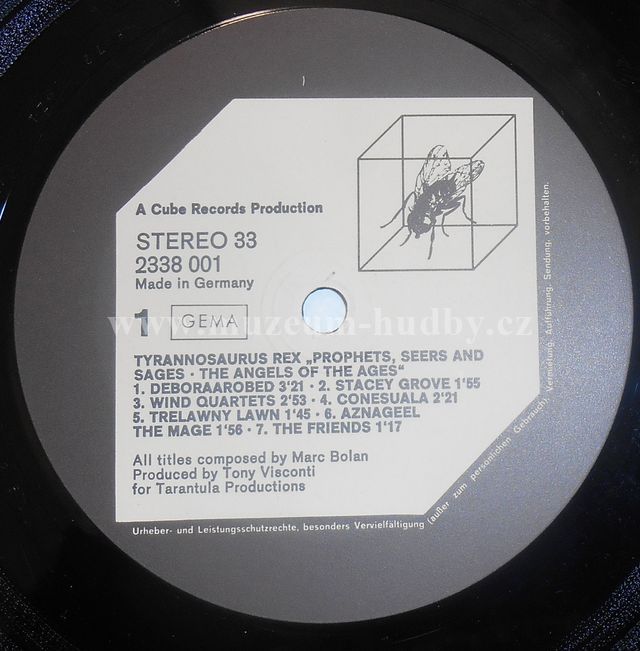 A Cube Records Production
STEREO 33
2338 001
Made in Germany
1 GEMA
www.muzeum-hudby.cz
TYRANNOSAURUS REX „PROPHETS, SEERS AND
SAGES · THE ANGELS OF THE AGES“
1. DEBORAAROBED 3'21 · 2. STACEY GROVE 1'55
3. WIND QUARTETS 2'53 · 4. CONESUALA 2'21
5. TRELAWNY LAWN 1'45 · 6. AZNAGEEL
THE MAGE 1'56 · 7. THE FRIENDS 1'17
All titles composed by Marc Bolan
Produced by Tony Visconti
for Tarantula Productions
Urheber- und Leistungsschutzrechte, besonders Vervielfältigung (außer zum persönlichen Gebrauch) Vermietung, Aufführung, Sendung, vorbehalten.